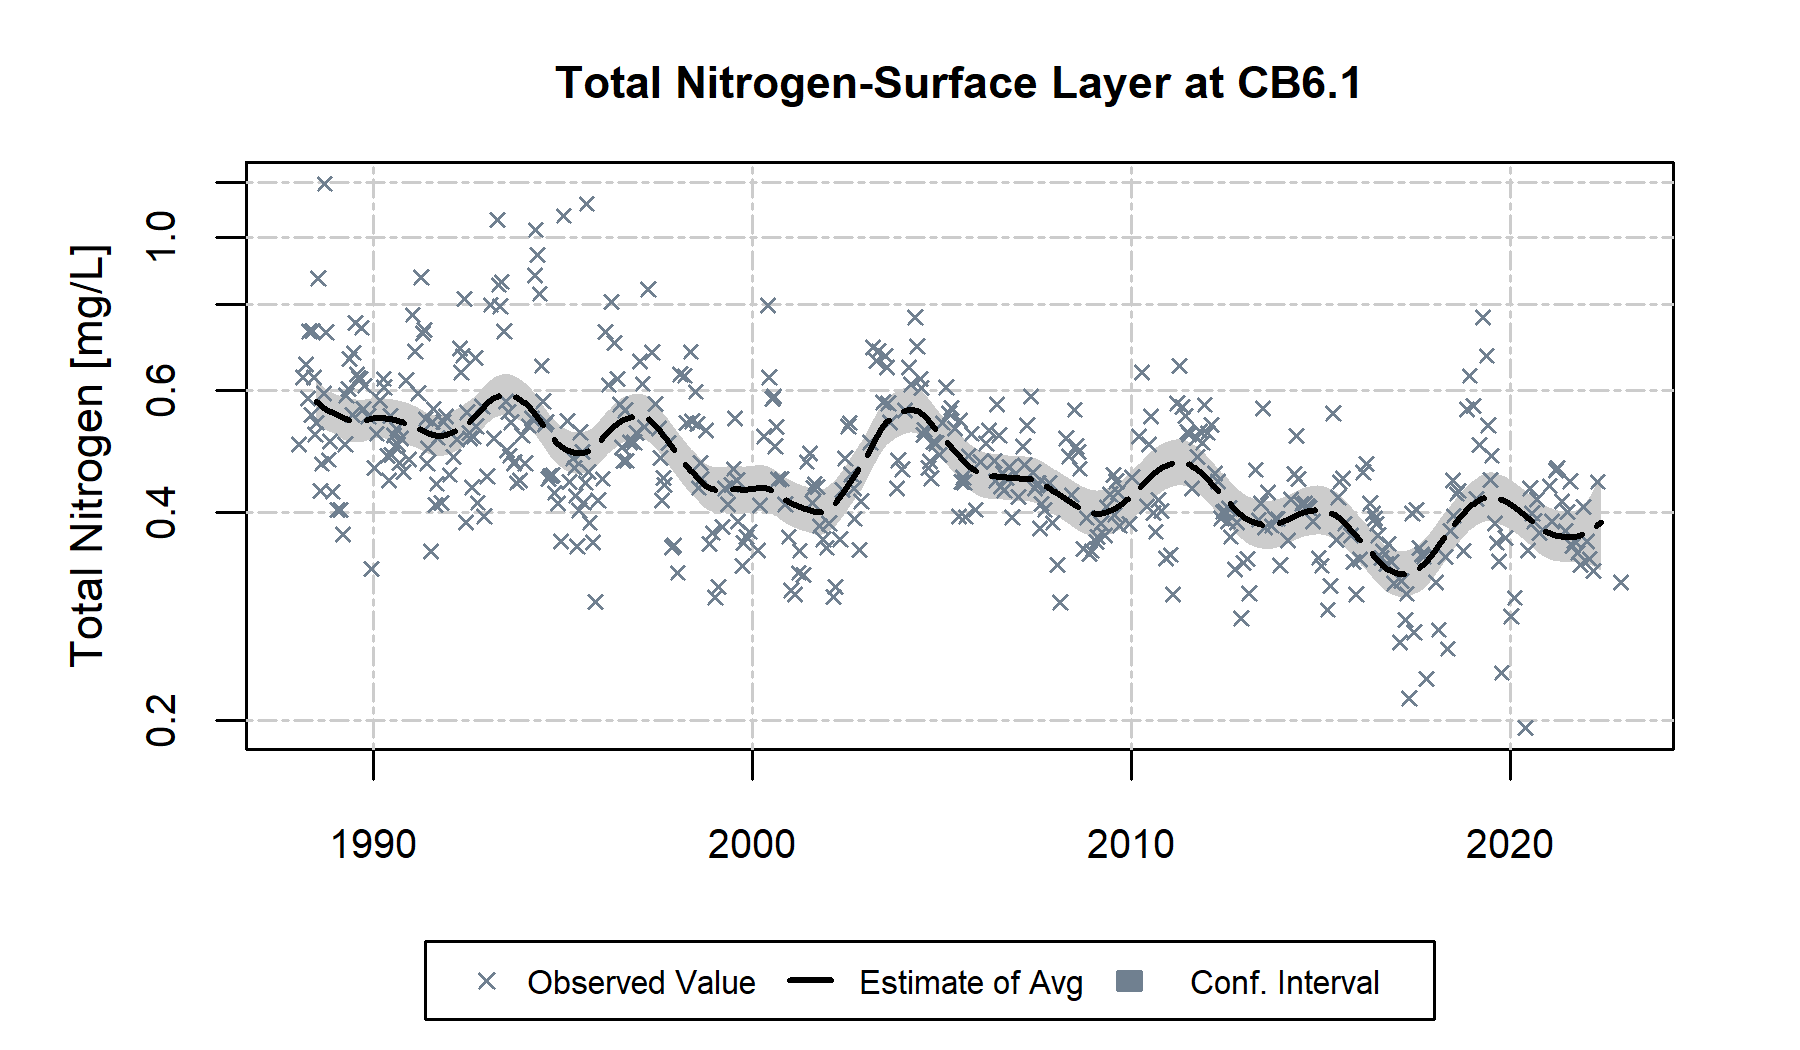 Total Nitrogen-Surface Layer at CB6.1
Total Nitrogen [mg/L]
1.0
0.6
0.4
0.2
1990 2000 2010 2020
Observed Value Estimate of Avg Conf. Interval